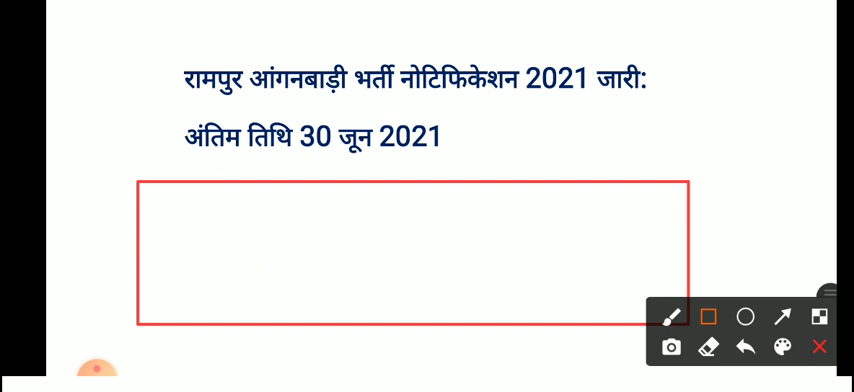 रामपुर आंगनबाड़ी भर्ती नोटिफिकेशन 2021 जारी:
अंतिम तिथि 30 जून 2021